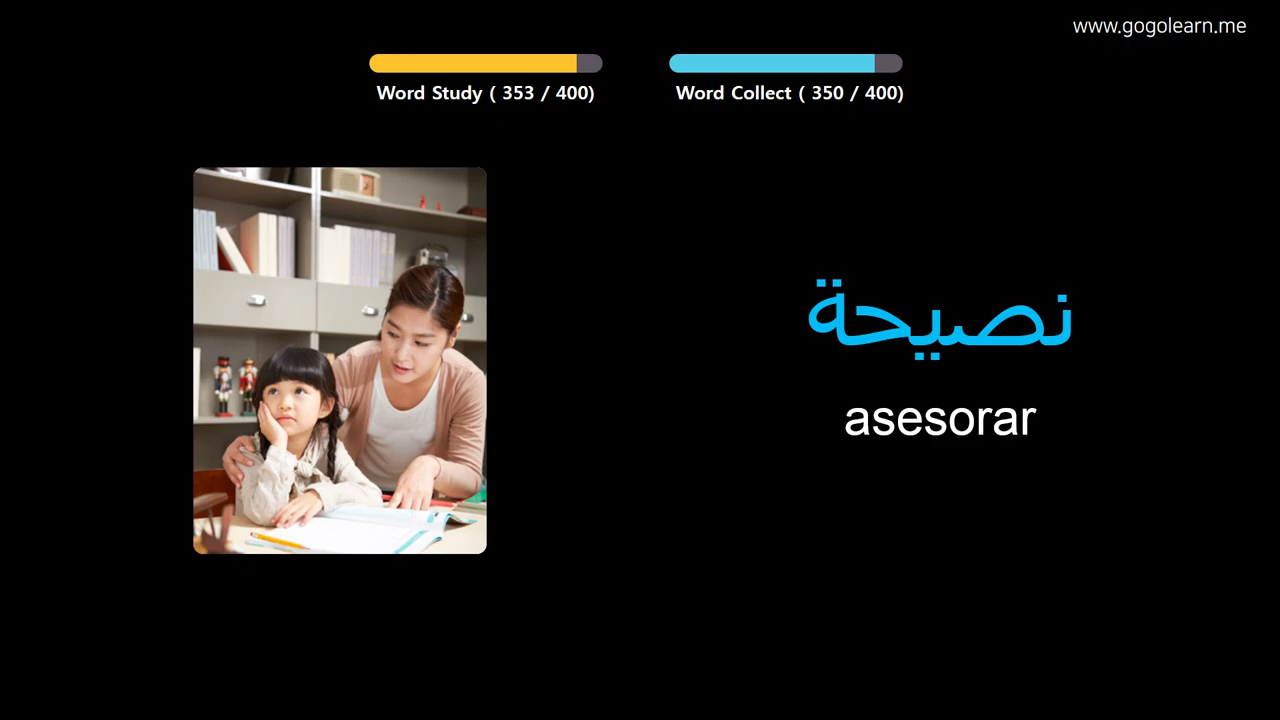 www.gogolearn.me
Word Study ( 353 / 400)
Word Collect ( 350 / 400)
نصيحة
asesorar